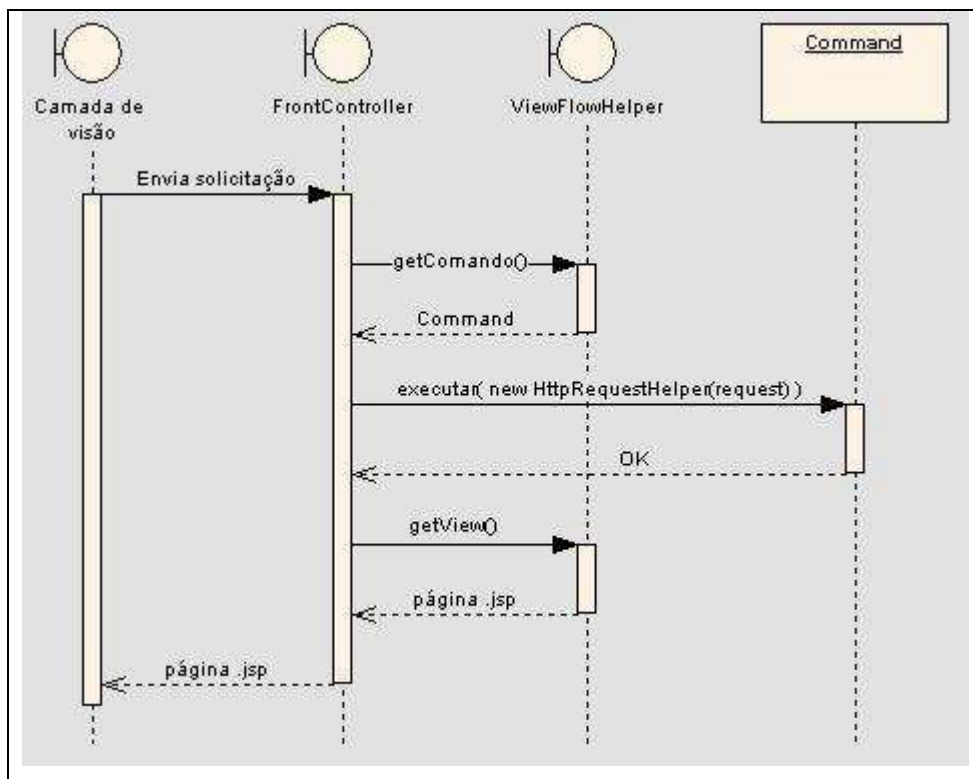 Command
Camada de
visão
FrontController
ViewFlowHelper
Envia solicitação
getComando()
Command
executar( new HttpRequestHelper(request) )
OK
getView()
página .jsp
página .jsp